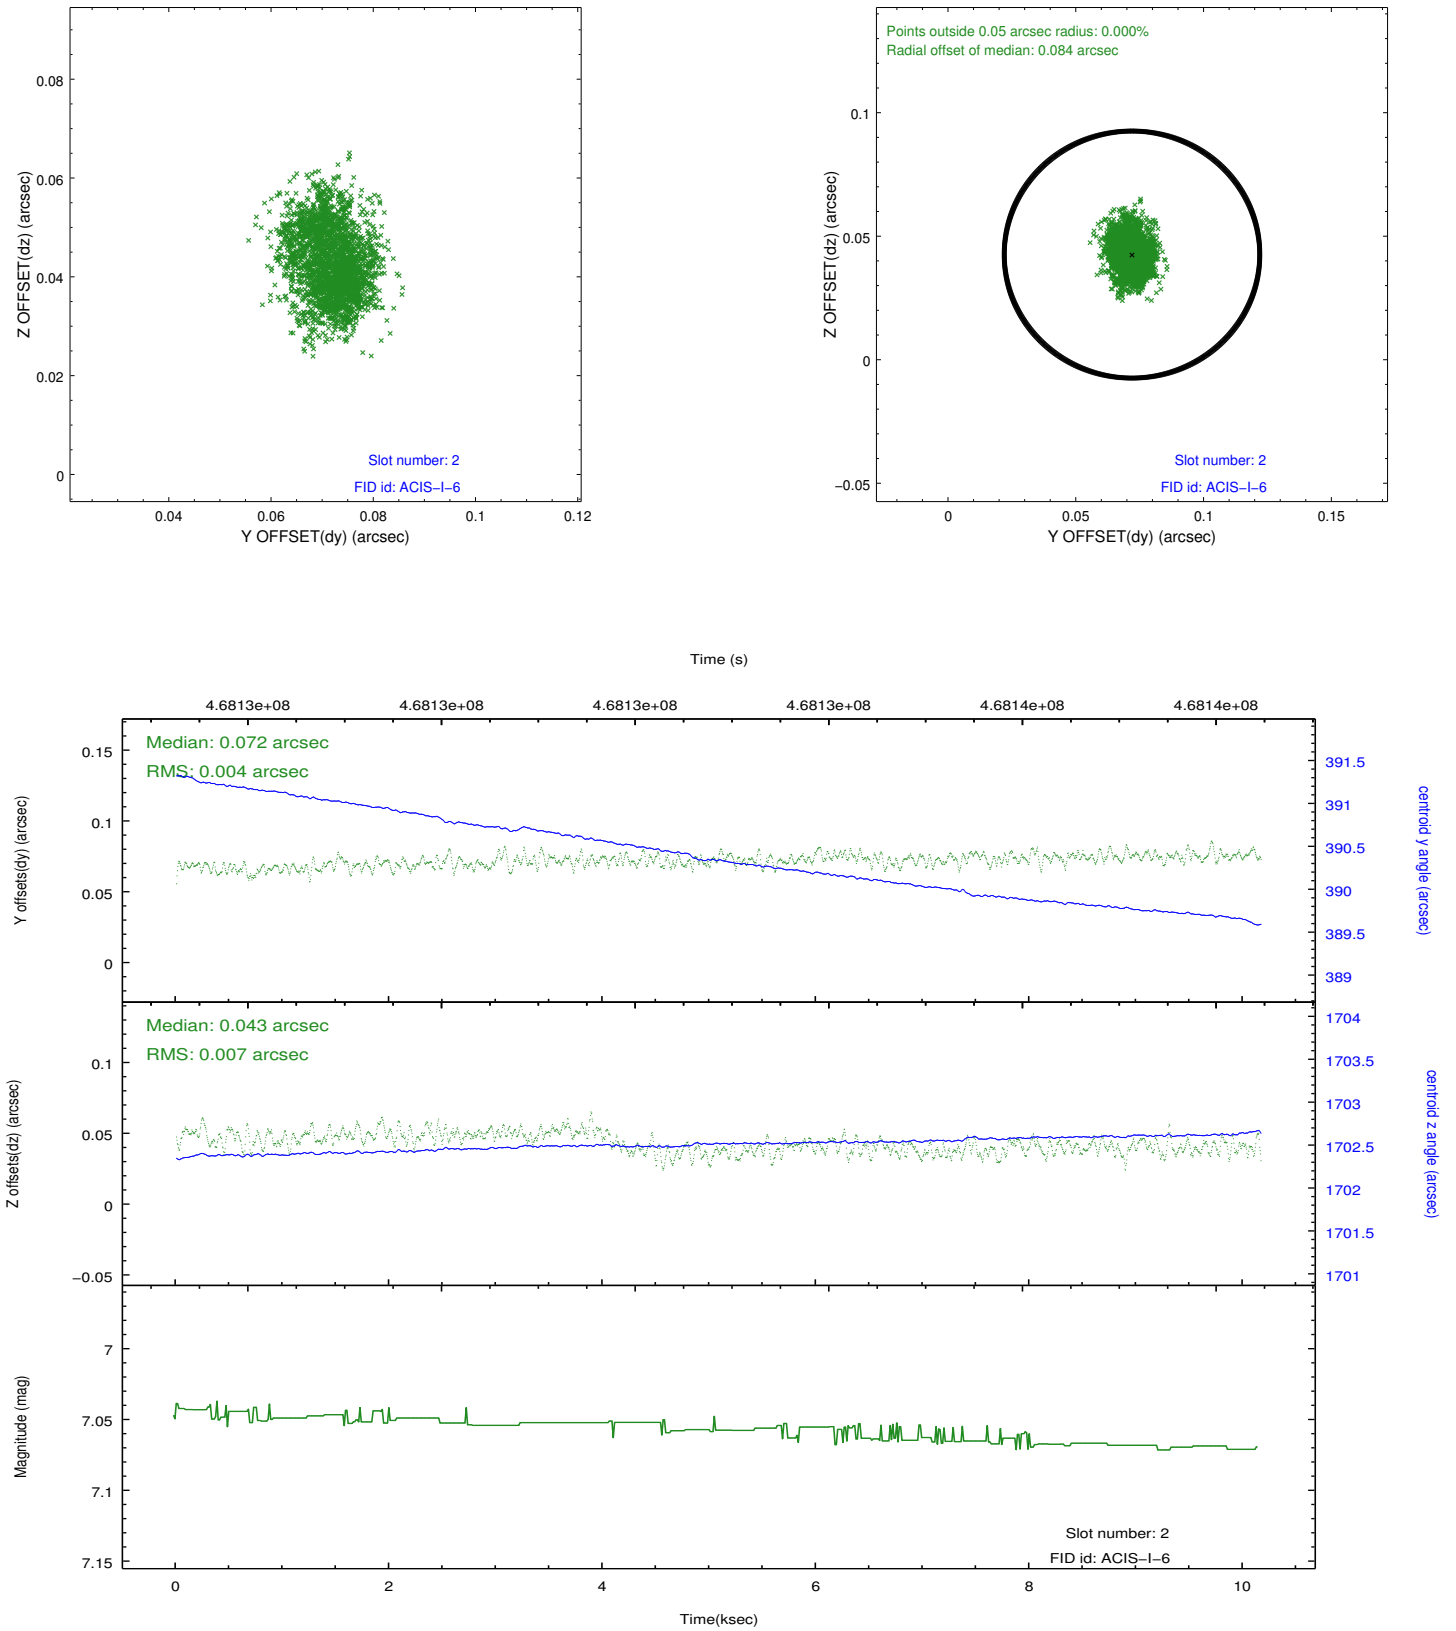 0.08
0.06
0.04
0.02
0
Z OFFSET(dz) (arcsec)
Slot number: 2
FID id: ACIS−I−6
0.04 0.06 0.08 0.1 0.12
Y OFFSET(dy) (arcsec)
Points outside 0.05 arcsec radius: 0.000%
Radial offset of median: 0.084 arcsec
0.1
0.05
0
−0.05
Z OFFSET(dz) (arcsec)
Slot number: 2
FID id: ACIS−I−6
0 0.05 0.1 0.15
Y OFFSET(dy) (arcsec)
Time (s)
4.6813e+08 4.6813e+08 4.6813e+08 4.6813e+08 4.6814e+08 4.6814e+08
Median: 0.072 arcsec
RMS: 0.004 arcsec
0.15
0.1
0.05
0
Y offsets(dy) (arcsec)
391.5
391
390.5
390
389.5
389
centroid y angle (arcsec)
Median: 0.043 arcsec
RMS: 0.007 arcsec
0.1
0.05
0
−0.05
Z offsets(dz) (arcsec)
1704
1703.5
1703
1702.5
1702
1701.5
1701
centroid z angle (arcsec)
7
7.05
7.1
7.15
Magnitude (mag)
Slot number: 2
FID id: ACIS−I−6
0 2 4 6 8 10
Time(ksec)